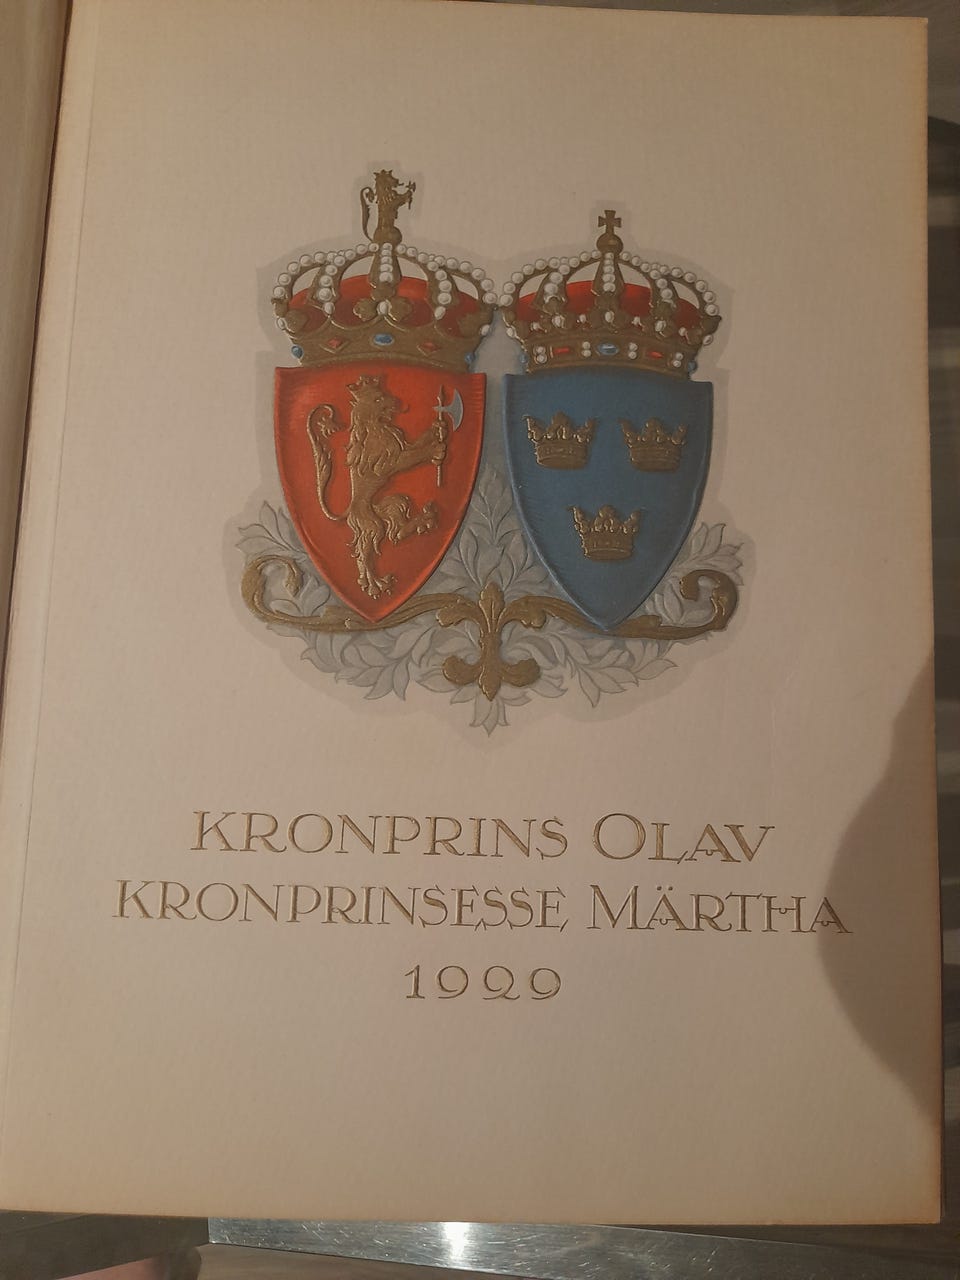 KRONPRINS OLAV
KRONPRINSESSE MÄRTHA
1929